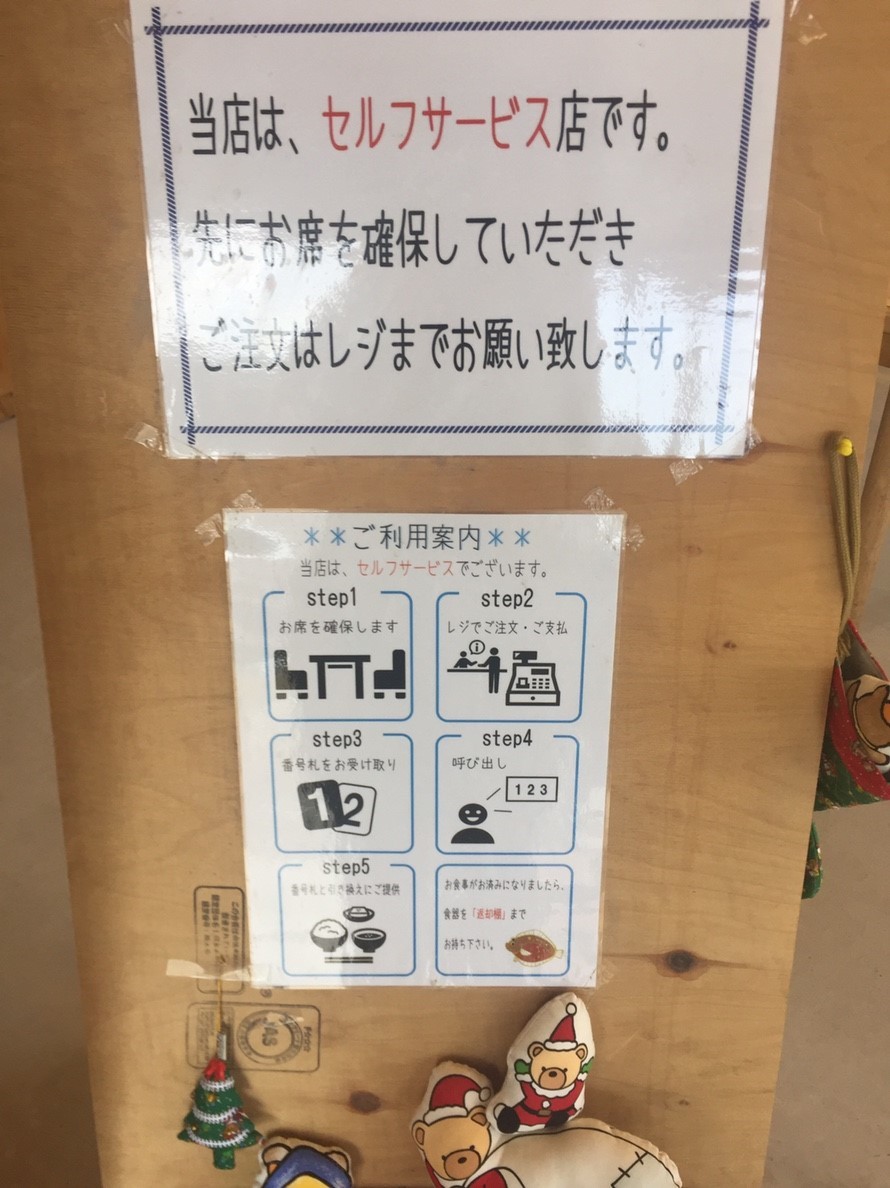 当店は、セルフサービス店です。
先にお席を確保していただき
ご注文はレジまでお願い致します。
**ご利用案内**
当店は、セルフサービスでございます。
step1
お席を確保します
step2
レジでご注文・ご支払
step3
番号札をお受け取り
12
step4
呼び出し
123
step5
番号札と引き換えにご提供
お食事がお済みになりましたら、
食器を「返却棚」まで
お持ち下さい。
JAS